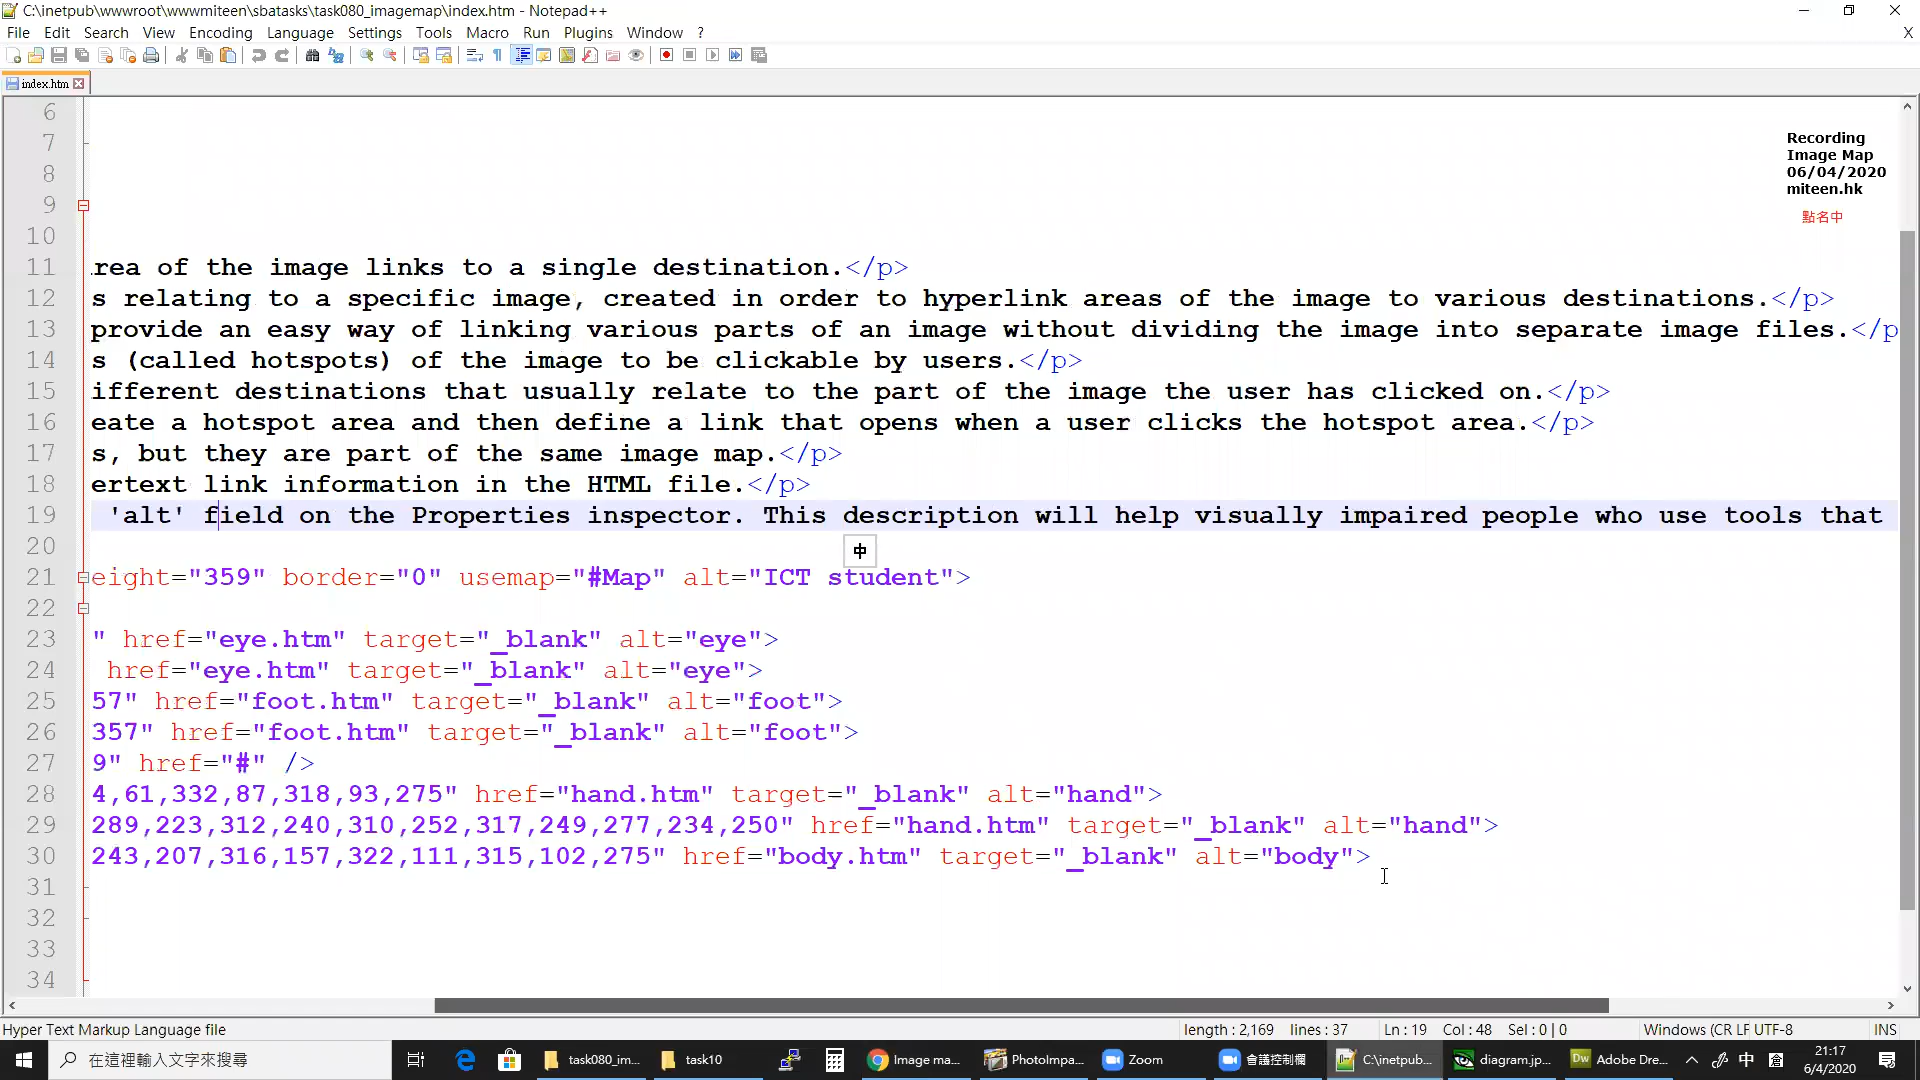 C:\inetpub\wwwroot\wwwmiteen\sbatasks\task080_imagemap\index.htm - Notepad++
File Edit Search View Encoding Language Settings Tools Macro Run Plugins Window ? X
index.htm
Recording
Image Map
06/04/2020
miteen.hk
點名中
6
7
8
9
10
11 rea of the image links to a single destination.</p>
12 s relating to a specific image, created in order to hyperlink areas of the image to various destinations.</p>
13 provide an easy way of linking various parts of an image without dividing the image into separate image files.</p
14 s (called hotspots) of the image to be clickable by users.</p>
15 ifferent destinations that usually relate to the part of the image the user has clicked on.</p>
16 eate a hotspot area and then define a link that opens when a user clicks the hotspot area.</p>
17 s, but they are part of the same image map.</p>
18 ertext link information in the HTML file.</p>
19 'alt' field on the Properties inspector. This description will help visually impaired people who use tools that
20
中
21 eight="359" border="0" usemap="#Map" alt="ICT student">
22
23 " href="eye.htm" target="_blank" alt="eye">
24 href="eye.htm" target="_blank" alt="eye">
25 57" href="foot.htm" target="_blank" alt="foot">
26 357" href="foot.htm" target="_blank" alt="foot">
27 9" href="#" />
28 4,61,332,87,318,93,275" href="hand.htm" target="_blank" alt="hand">
29 289,223,312,240,310,252,317,249,277,234,250" href="hand.htm" target="_blank" alt="hand">
30 243,207,316,157,322,111,315,102,275" href="body.htm" target="_blank" alt="body">
31
32
33
34
Hyper Text Markup Language file length : 2,169 lines : 37 Ln : 19 Col : 48 Sel : 0 | 0 Windows (CR LF UTF-8 INS
在這裡輸入文字來搜尋 task080_im... task10 Image ma... PhotoImpa... Zoom 會議控制欄 C:\inetpub... diagram.jp... Dw Adobe Dre... 中 倉 21:17
6/4/2020